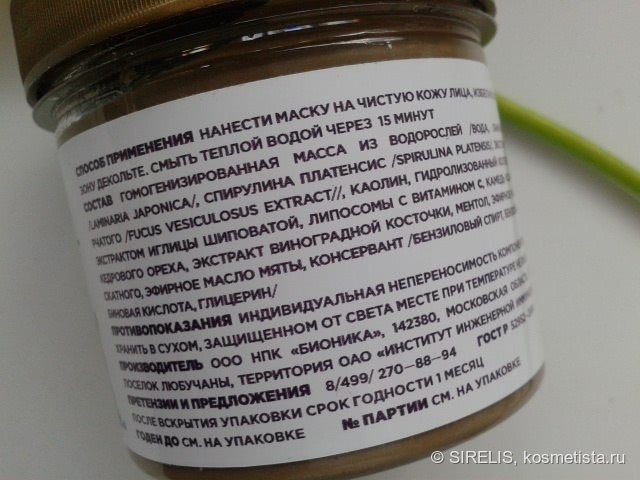 СПОСОБ ПРИМЕНЕНИЯ НАНЕСТИ МАСКУ НА ЧИСТУЮ КОЖУ ЛИЦА,
ЗОНУ ДЕКОЛЬТЕ. СМЫТЬ ТЕПЛОЙ ВОДОЙ ЧЕРЕЗ 15 МИНУТ
СОСТАВ ГОМОГЕНИЗИРОВАННАЯ МАССА ИЗ ВОДОРОСЛЕЙ /ВОДА,
/LAMINARIA JAPONICA/, СПИРУЛИНА ПЛАТЕНСИС /SPIRULINA PLATENSIS/,
ЧАТОГО /FUCUS VESICULOSUS EXTRACT//, КАОЛИН, ГИДРОЛИЗОВАННЫЙ
ЭКСТРАКТОМ ИГЛИЦЫ ШИПОВАТОЙ, ЛИПОСОМЫ С ВИТАМИНОМ С, КАМЕДЬ
КЕДРОВОГО ОРЕХА, ЭКСТРАКТ ВИНОГРАДНОЙ КОСТОЧКИ, МЕНТОЛ,
СКАТНОГО, ЭФИРНОЕ МАСЛО МЯТЫ, КОНСЕРВАНТ /БЕНЗИЛОВЫЙ СПИРТ,
БИНОВАЯ КИСЛОТА, ГЛИЦЕРИН/
ПРОТИВОПОКАЗАНИЯ ИНДИВИДУАЛЬНАЯ НЕПЕРЕНОСИМОСТЬ
ХРАНИТЬ В СУХОМ, ЗАЩИЩЕННОМ ОТ СВЕТА МЕСТЕ ПРИ ТЕМПЕРАТУРЕ
ПРОИЗВОДИТЕЛЬ ООО НПК «БИОНИКА», 142380, МОСКОВСКАЯ
ПОСЕЛОК ЛЮБУЧАНЫ, ТЕРРИТОРИЯ ОАО «ИНСТИТУТ ИНЖЕНЕРНОЙ
ПРЕТЕНЗИИ И ПРЕДЛОЖЕНИЯ 8/499/ 270—88—94 ГОСТ Р
ПОСЛЕ ВСКРЫТИЯ УПАКОВКИ СРОК ГОДНОСТИ 1 МЕСЯЦ
ГОДЕН ДО СМ. НА УПАКОВКЕ № ПАРТИИ СМ. НА УПАКОВКЕ
© SIRELIS, kosmetista.ru